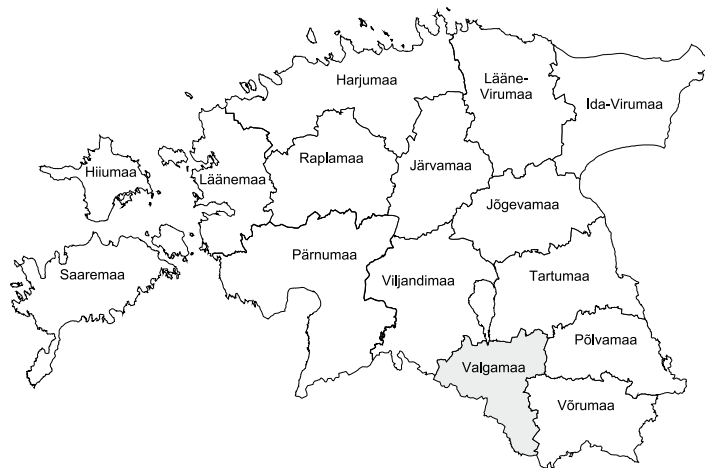 Harjumaa
Lääne-
Virumaa
Ida-Virumaa
Hiiumaa
Läänemaa
Raplamaa
Järvamaa
Jõgevamaa
Saaremaa
Pärnumaa
Viljandimaa
Tartumaa
Valgamaa
Põlvamaa
Võrumaa